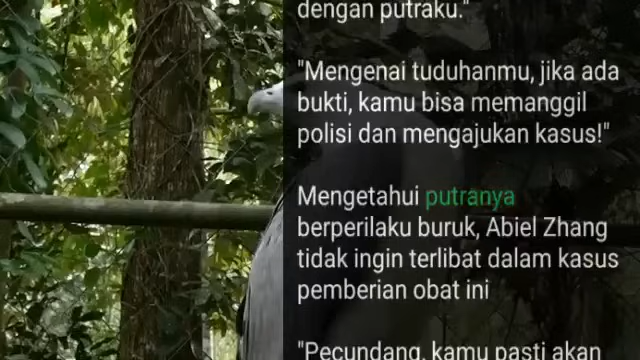 dengan putraku."
"Mengenai tuduhanmu, jika ada
bukti, kamu bisa memanggil
polisi dan mengajukan kasus!"
Mengetahui putranya
berperilaku buruk, Abiel Zhang
tidak ingin terlibat dalam kasus
pemberian obat ini
"Pecundang, kamu pasti akan